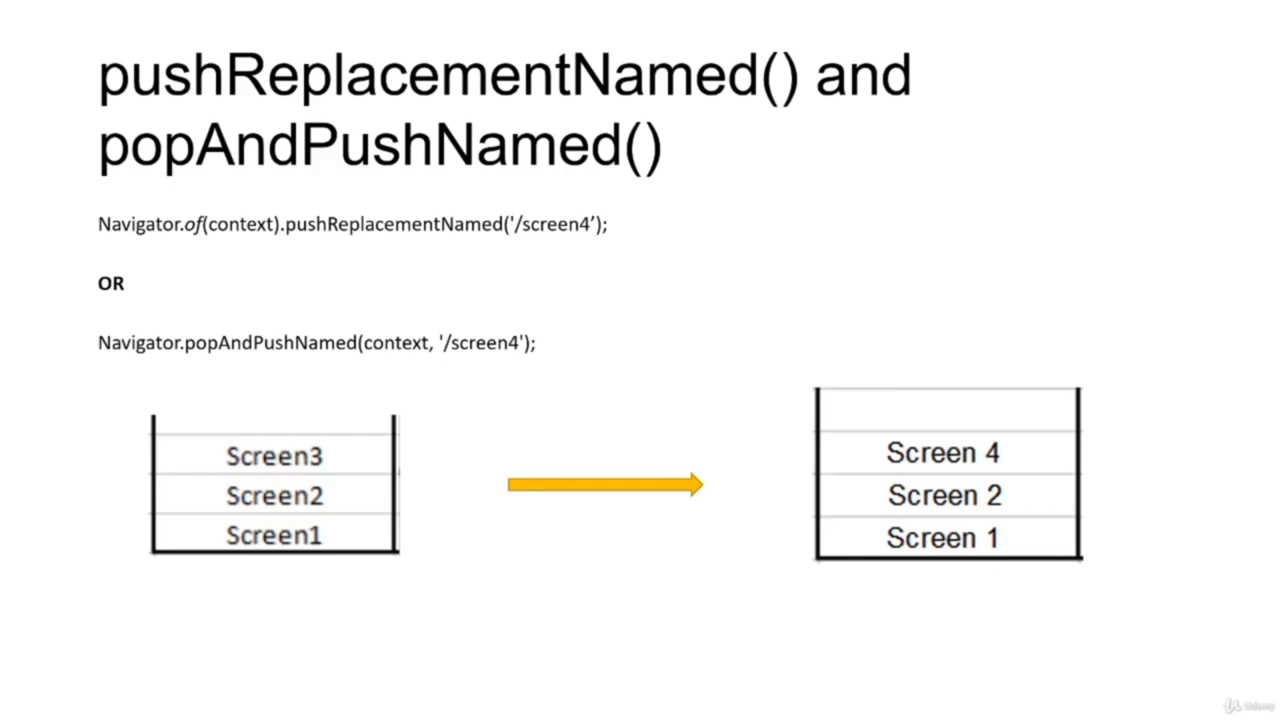 pushReplacementNamed() and
popAndPushNamed()
Navigator.of(context).pushReplacementNamed('/screen4’);
OR
Navigator.popAndPushNamed(context, '/screen4');
Screen3
Screen2
Screen1
Screen 4
Screen 2
Screen 1
Udemy